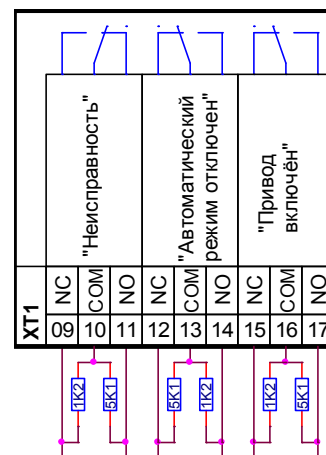 "Неисправность"
"Автоматический
режим отключен"
"Привод
включён"
XT1
NC COM NO NC COM NO NC COM NO
09 10 11 12 13 14 15 16 17
1K2 5K1 5K1 1K2 1K2 5K1